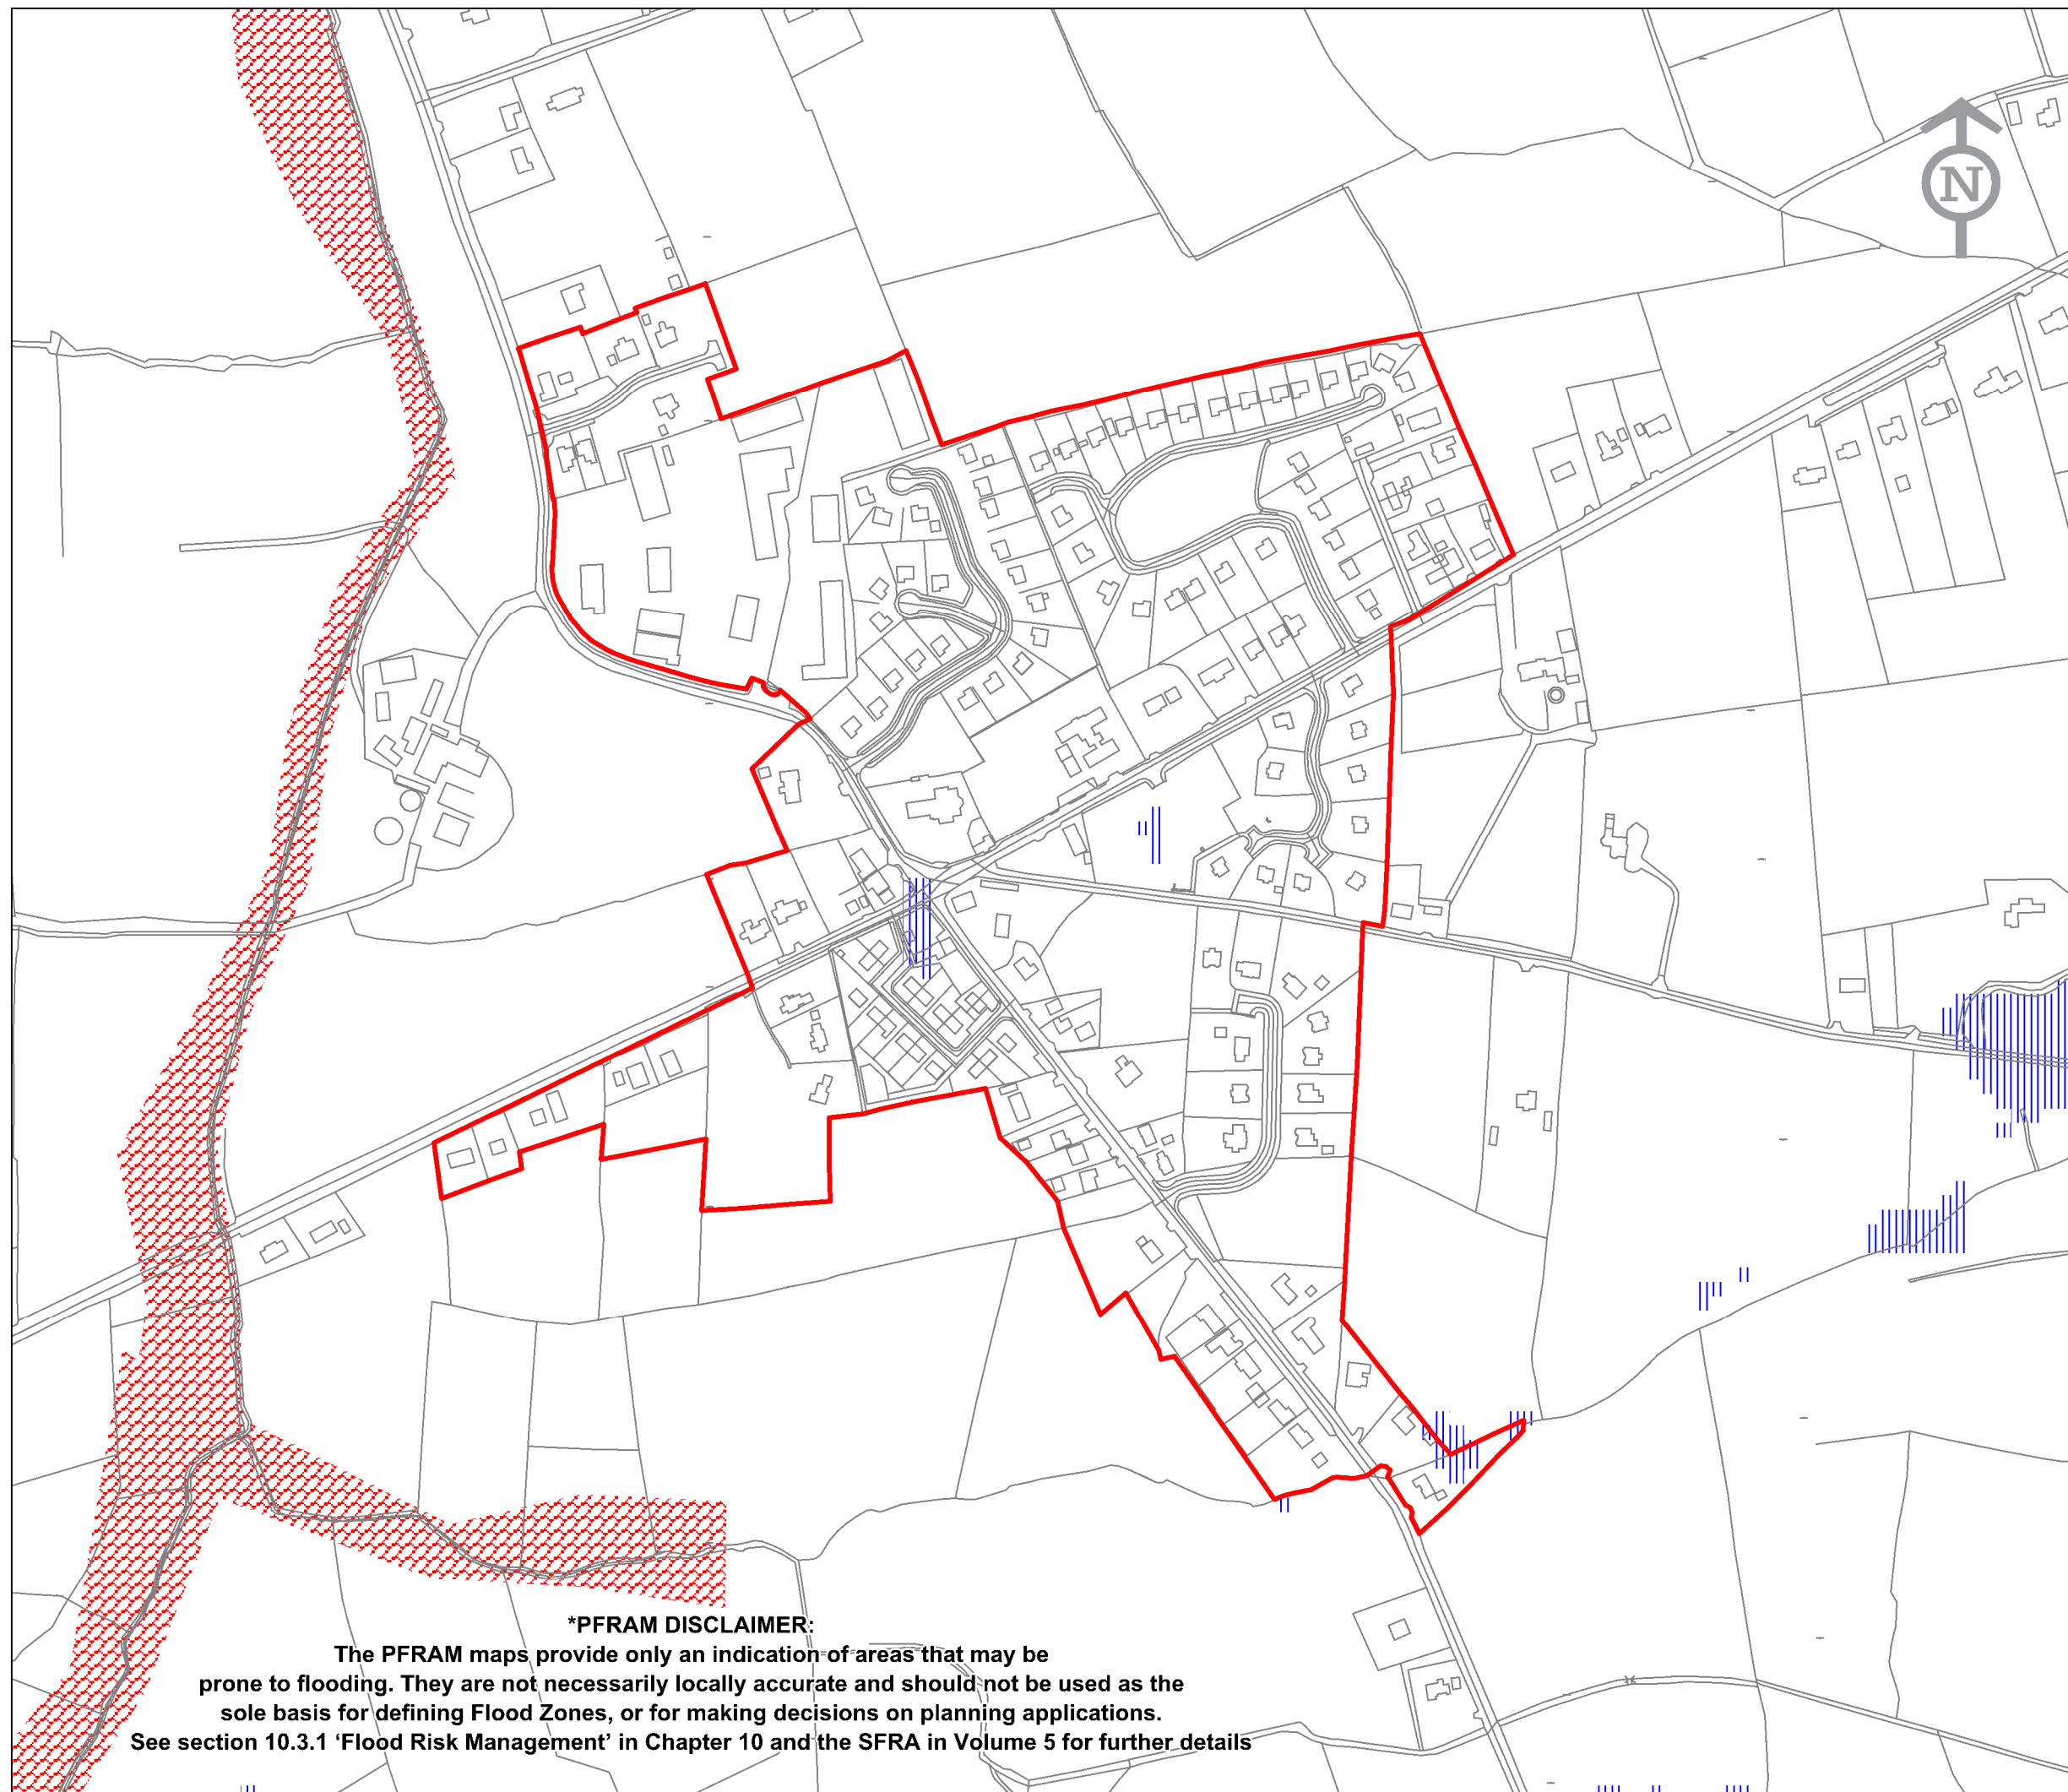 N
*PFRAM DISCLAIMER:
The PFRAM maps provide only an indication of areas that may be
prone to flooding. They are not necessarily locally accurate and should not be used as the
sole basis for defining Flood Zones, or for making decisions on planning applications.
See section 10.3.1 ‘Flood Risk Management’ in Chapter 10 and the SFRA in Volume 5 for further details